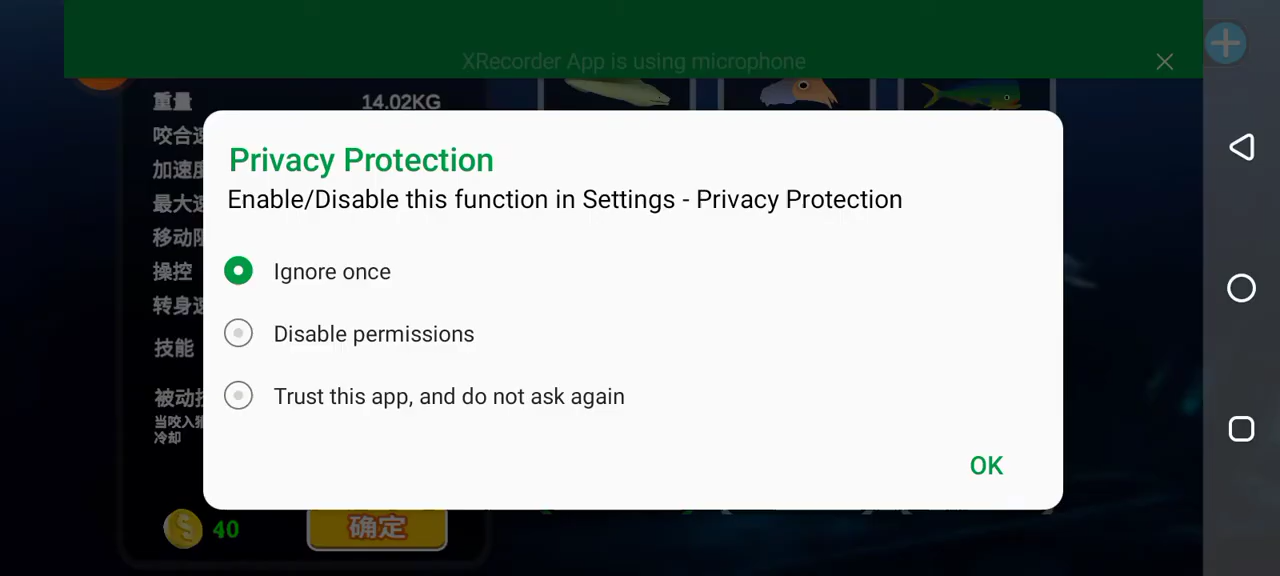 XRecorder App is using microphone
重量 14.02KG
咬合
加速度
最大
移动
操控
转身
技能
被动
当咬入
冷却
Privacy Protection
Enable/Disable this function in Settings - Privacy Protection
Ignore once
Disable permissions
Trust this app, and do not ask again
OK
40
确定